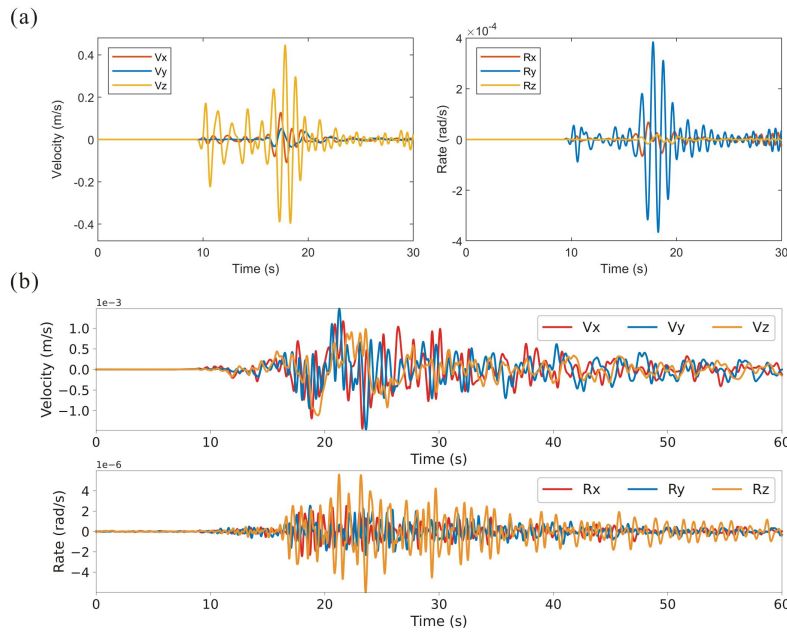 (a)
×10⁻⁴
0.4 4
Vx Rx
Vy Ry
Vz Rz
0.2 2
Velocity (m/s) Rate (rad/s)
0 0
-0.2 -2
-0.4 -4
0 10 20 30 0 10 20 30
Time (s) Time (s)
(b)
1e−3
Velocity (m/s)
1.0
0.5
0.0
−0.5
−1.0
Vx Vy Vz
0 10 20 30 40 50 60
Time (s)
1e−6
Rate (rad/s)
4
2
0
−2
−4
Rx Ry Rz
0 10 20 30 40 50 60
Time (s)